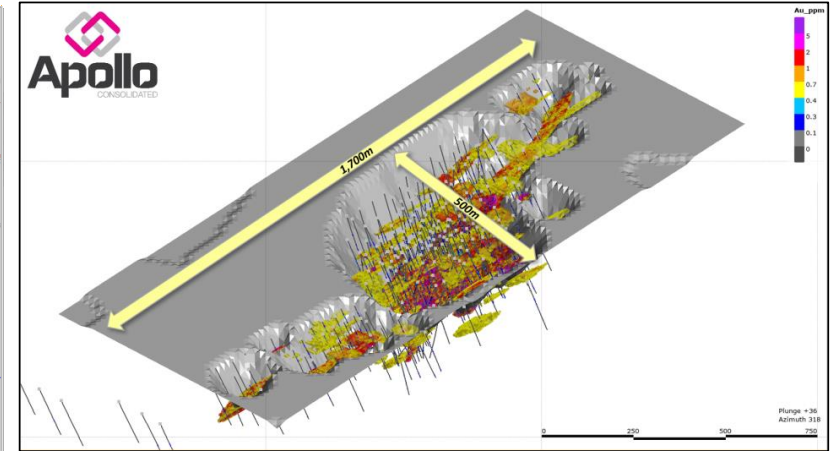 Apollo
CONSOLIDATED
Au_ppm
5
2
1
0.7
0.4
0.3
0.1
0
1,700m
500m
Plunge +36
Azimuth 318
0
250
500
750